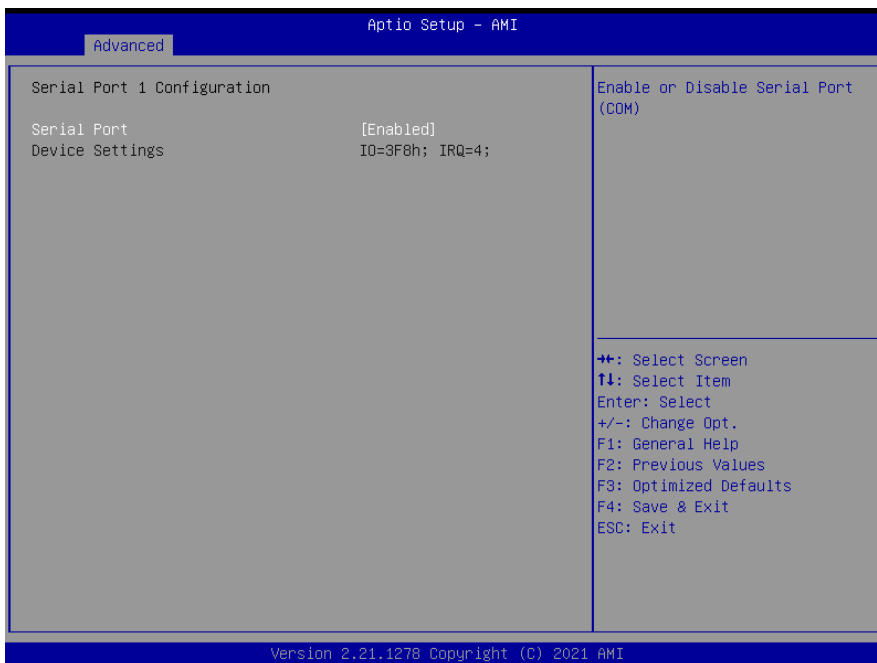 Aptio Setup – AMI
Advanced
Serial Port 1 Configuration
Serial Port [Enabled]
Device Settings IO=3F8h; IRQ=4;
Enable or Disable Serial Port
(COM)
→←: Select Screen
↑↓: Select Item
Enter: Select
+/-: Change Opt.
F1: General Help
F2: Previous Values
F3: Optimized Defaults
F4: Save & Exit
ESC: Exit
Version 2.21.1278 Copyright (C) 2021 AMI